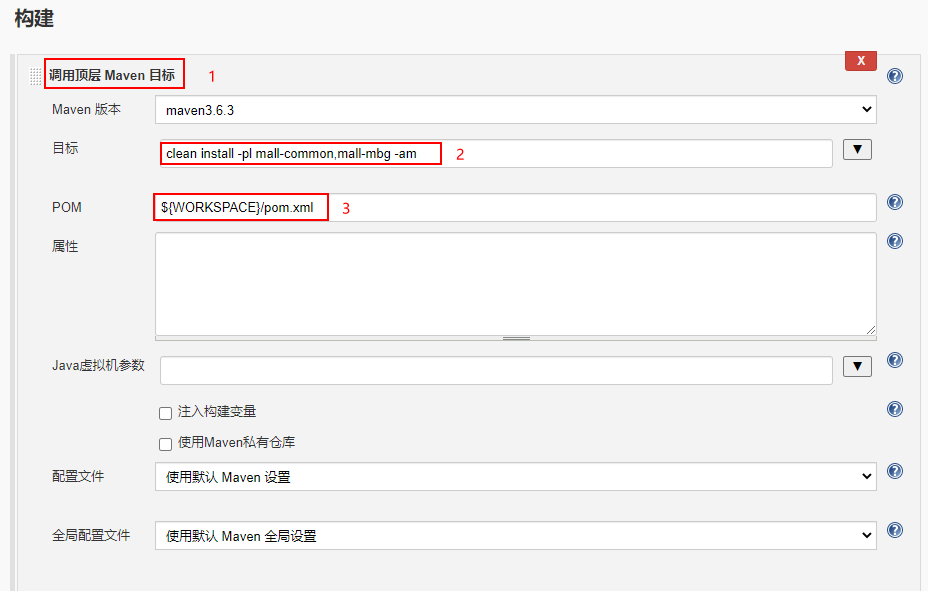 构建
X
调用顶层 Maven 目标 1
?
Maven 版本 maven3.6.3
目标 clean install -pl mall-common,mall-mbg -am 2
POM ${WORKSPACE}/pom.xml 3 ?
属性 ?
Java虚拟机参数 ?
注入构建变量 ?
使用Maven私有仓库
配置文件 使用默认 Maven 设置 ?
全局配置文件 使用默认 Maven 全局设置 ?